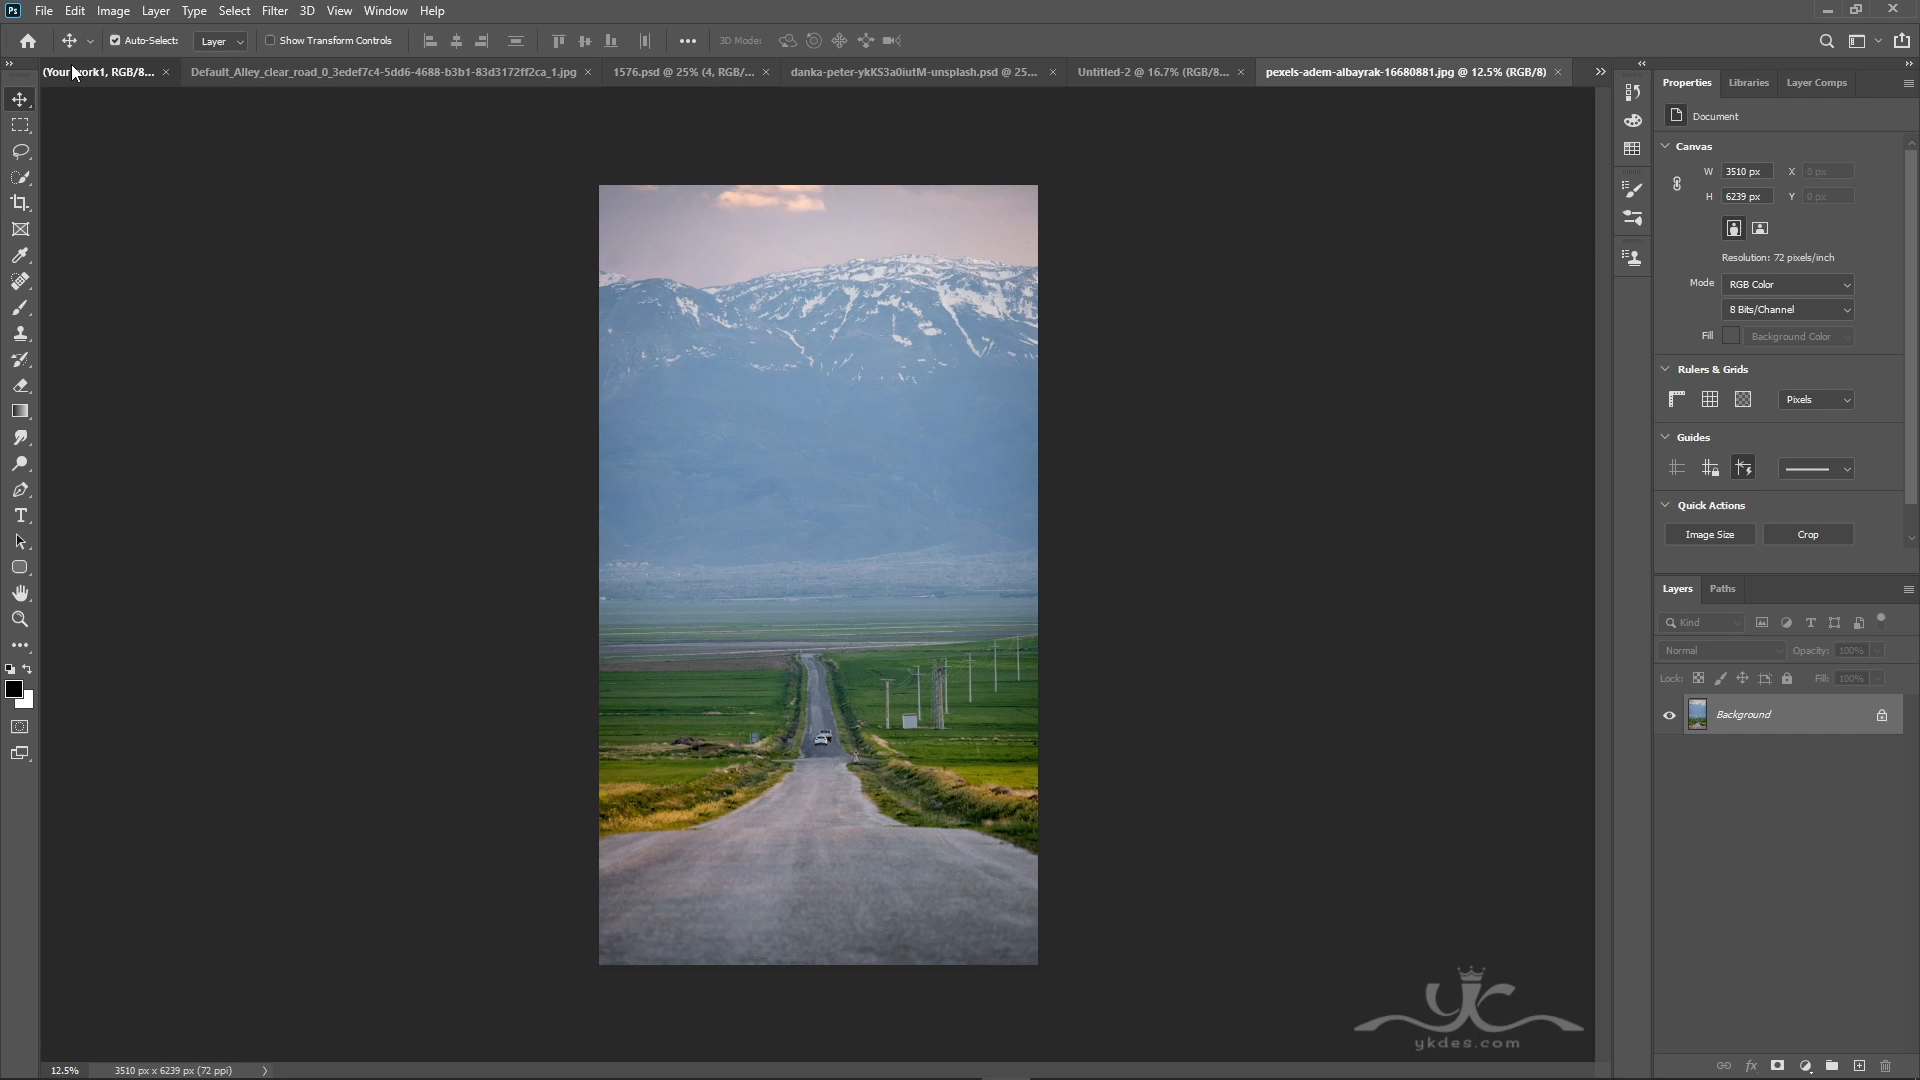 Ps File Edit Image Layer Type Select Filter 3D View Window Help
Auto-Select: Layer Show Transform Controls 3D Mode:
(Your work1, RGB/8... × Default_Alley_clear_road_0_3edef7c4-5dd6-4688-b3b1-83d3172ff2ca_1.jpg × 1576.psd @ 25% (4, RGB/... × danka-peter-ykKS3a0iutM-unsplash.psd @ 25... × Untitled-2 @ 16.7% (RGB/8... × pexels-adem-albayrak-16680881.jpg @ 12.5% (RGB/8) ×
Properties Libraries Layer Comps
Document
Canvas
W 3510 px X 0 px
H 6239 px Y 0 px
Resolution: 72 pixels/inch
Mode RGB Color
8 Bits/Channel
Fill Background Color
Rulers & Grids
Pixels
Guides
Quick Actions
Image Size Crop
Layers Paths
Kind
Normal Opacity: 100%
Lock: Fill: 100%
Background
ykdes.com
12.5% 3510 px x 6239 px (72 ppi)